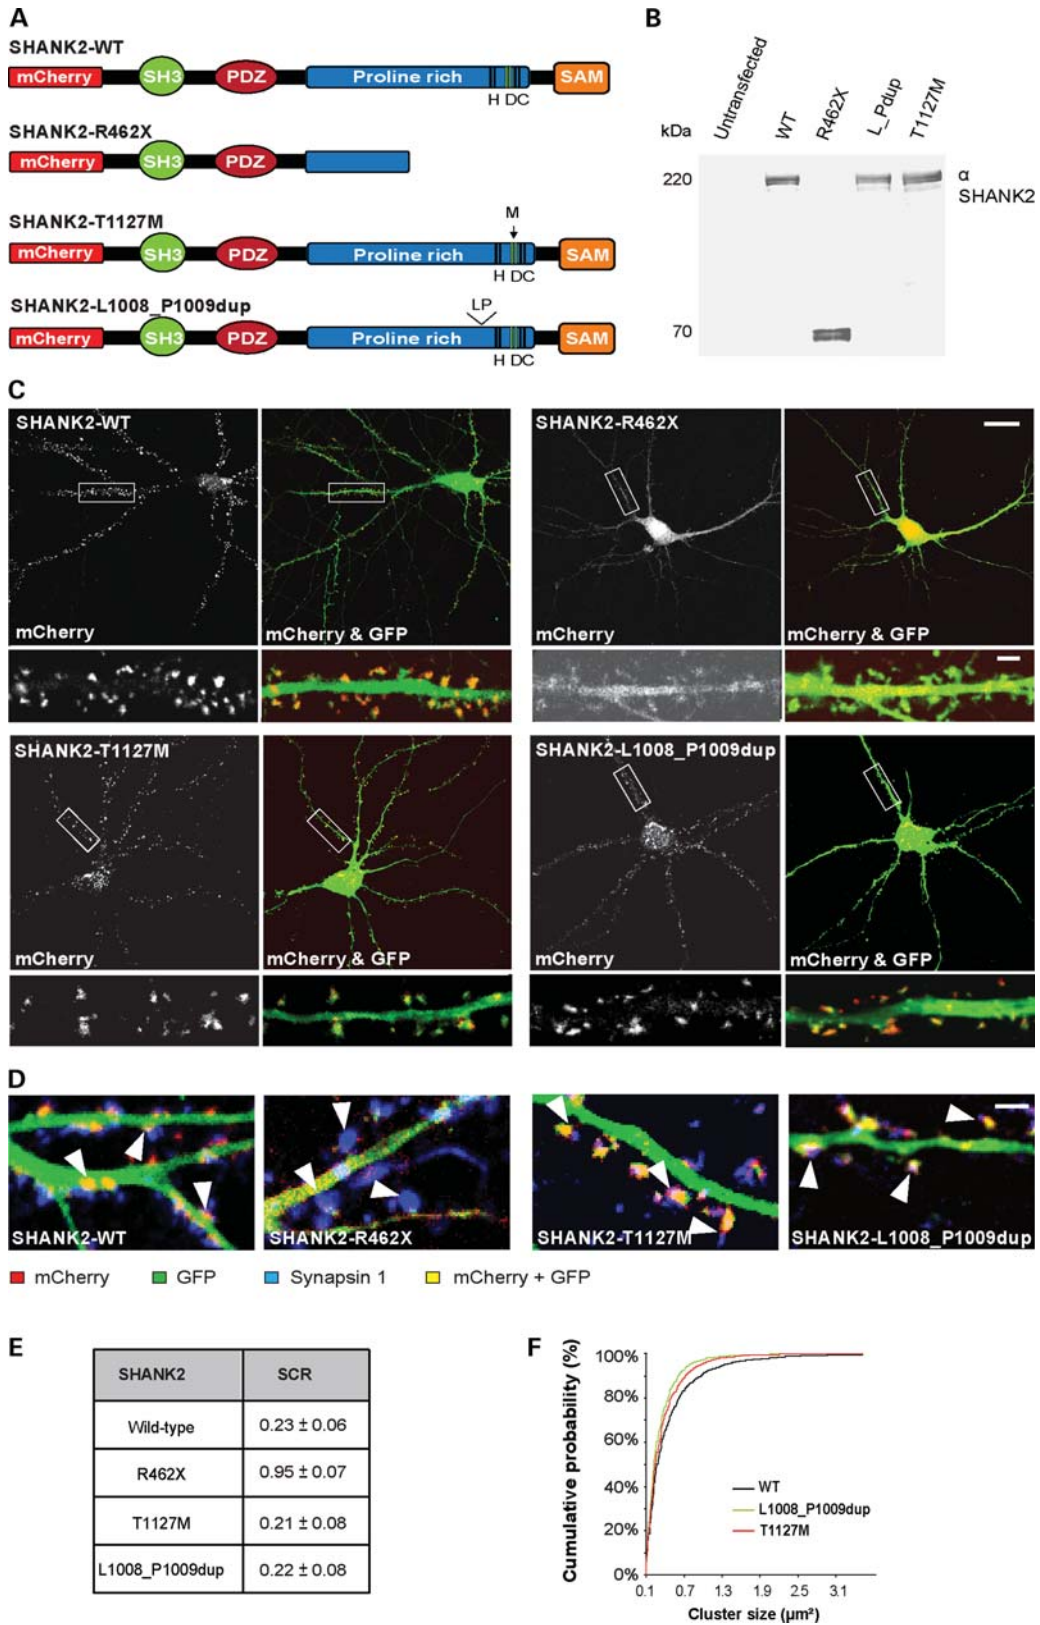 A
SHANK2-WT
mCherry SH3 PDZ Proline rich SAM
H DC
SHANK2-R462X
mCherry SH3 PDZ
SHANK2-T1127M
M
mCherry SH3 PDZ Proline rich SAM
H DC
SHANK2-L1008_P1009dup
LP
mCherry SH3 PDZ Proline rich SAM
H DC
B
kDa Untransfected WT R462X L_Pdup T1127M
220 α
SHANK2
70
C
SHANK2-WT
mCherry mCherry & GFP
SHANK2-R462X
mCherry mCherry & GFP
SHANK2-T1127M
mCherry mCherry & GFP
SHANK2-L1008_P1009dup
mCherry mCherry & GFP
D
SHANK2-WT SHANK2-R462X SHANK2-T1127M SHANK2-L1008_P1009dup
mCherry GFP Synapsin 1 mCherry + GFP
E
SHANK2 SCR
Wild-type 0.23 ± 0.06
R462X 0.95 ± 0.07
T1127M 0.21 ± 0.08
L1008_P1009dup 0.22 ± 0.08
F
Cumulative probability (%)
100%
80%
60%
40%
20%
0%
WT
L1008_P1009dup
T1127M
0.1 0.7 1.3 1.9 2.5 3.1
Cluster size (µm²)